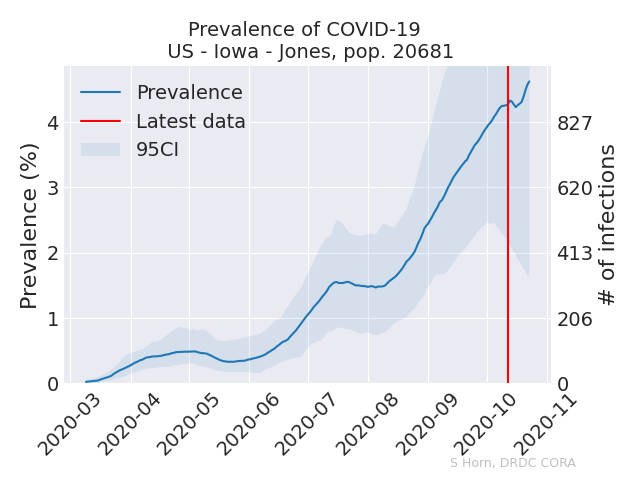 Prevalence of COVID-19
US - Iowa - Jones, pop. 20681
Prevalence
Latest data
95CI
Prevalence (%)
4
3
2
1
0
827
620
413
206
0
# of infections
2020-03
2020-04
2020-05
2020-06
2020-07
2020-08
2020-09
2020-10
2020-11
S Horn, DRDC CORA